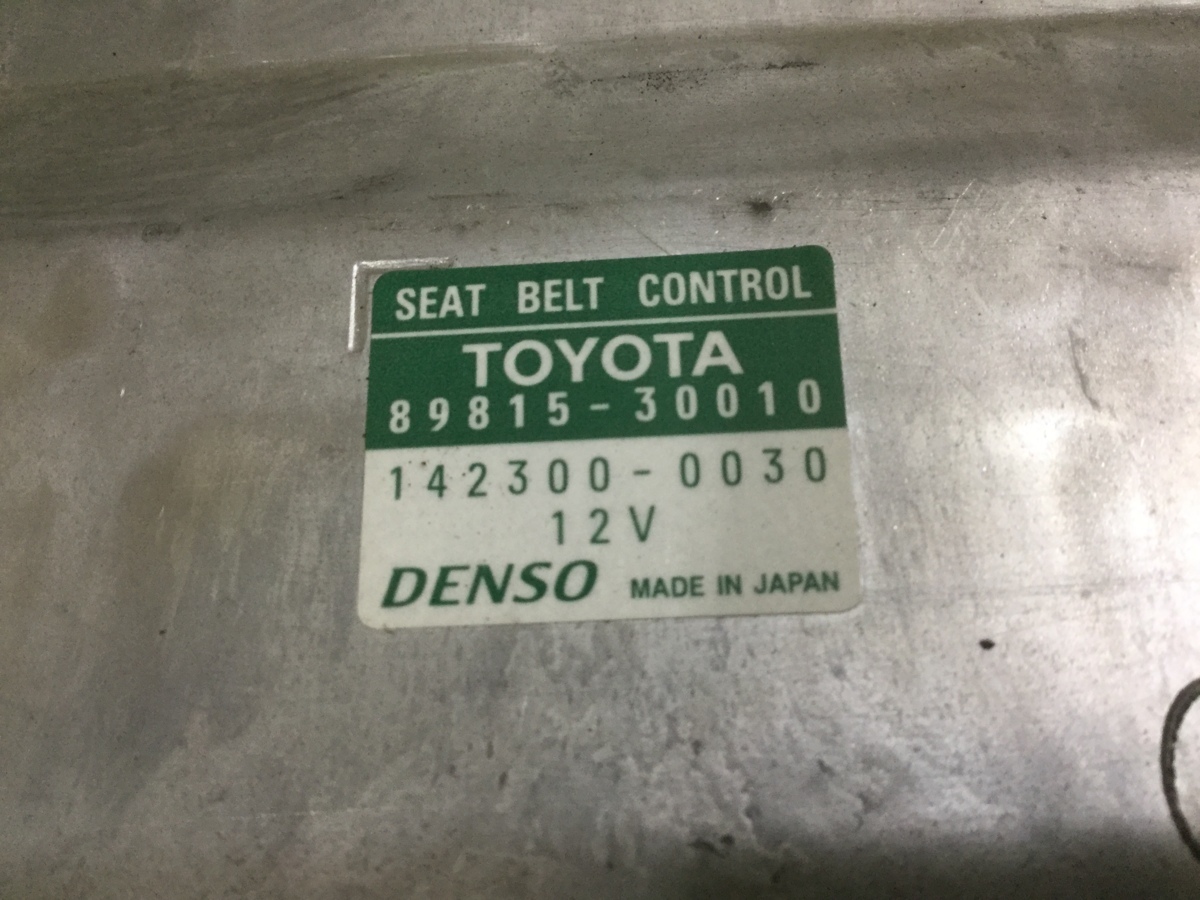 SEAT BELT CONTROL
TOYOTA
89815-30010
142300-0030
12V
DENSO MADE IN JAPAN